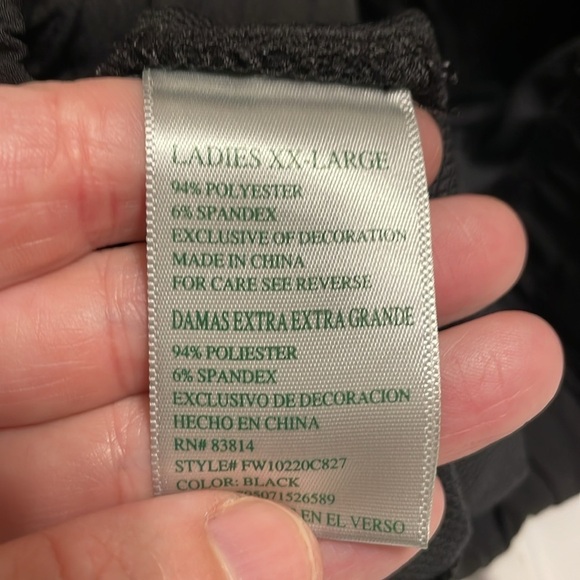 LADIES XX-LARGE
94% POLYESTER
6% SPANDEX
EXCLUSIVE OF DECORATION
MADE IN CHINA
FOR CARE SEE REVERSE
DAMAS EXTRA EXTRA GRANDE
94% POLIESTER
6% SPANDEX
EXCLUSIVO DE DECORACION
HECHO EN CHINA
RN# 83814
STYLE# FW10220C827
COLOR: BLACK
95071526589
EN EL VERSO